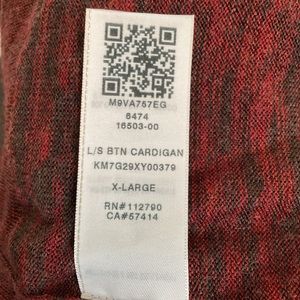 M9VA757EG
6474
16503-00
L/S BTN CARDIGAN
KM7G29XY00379
X-LARGE
RN#112790
CA#57414